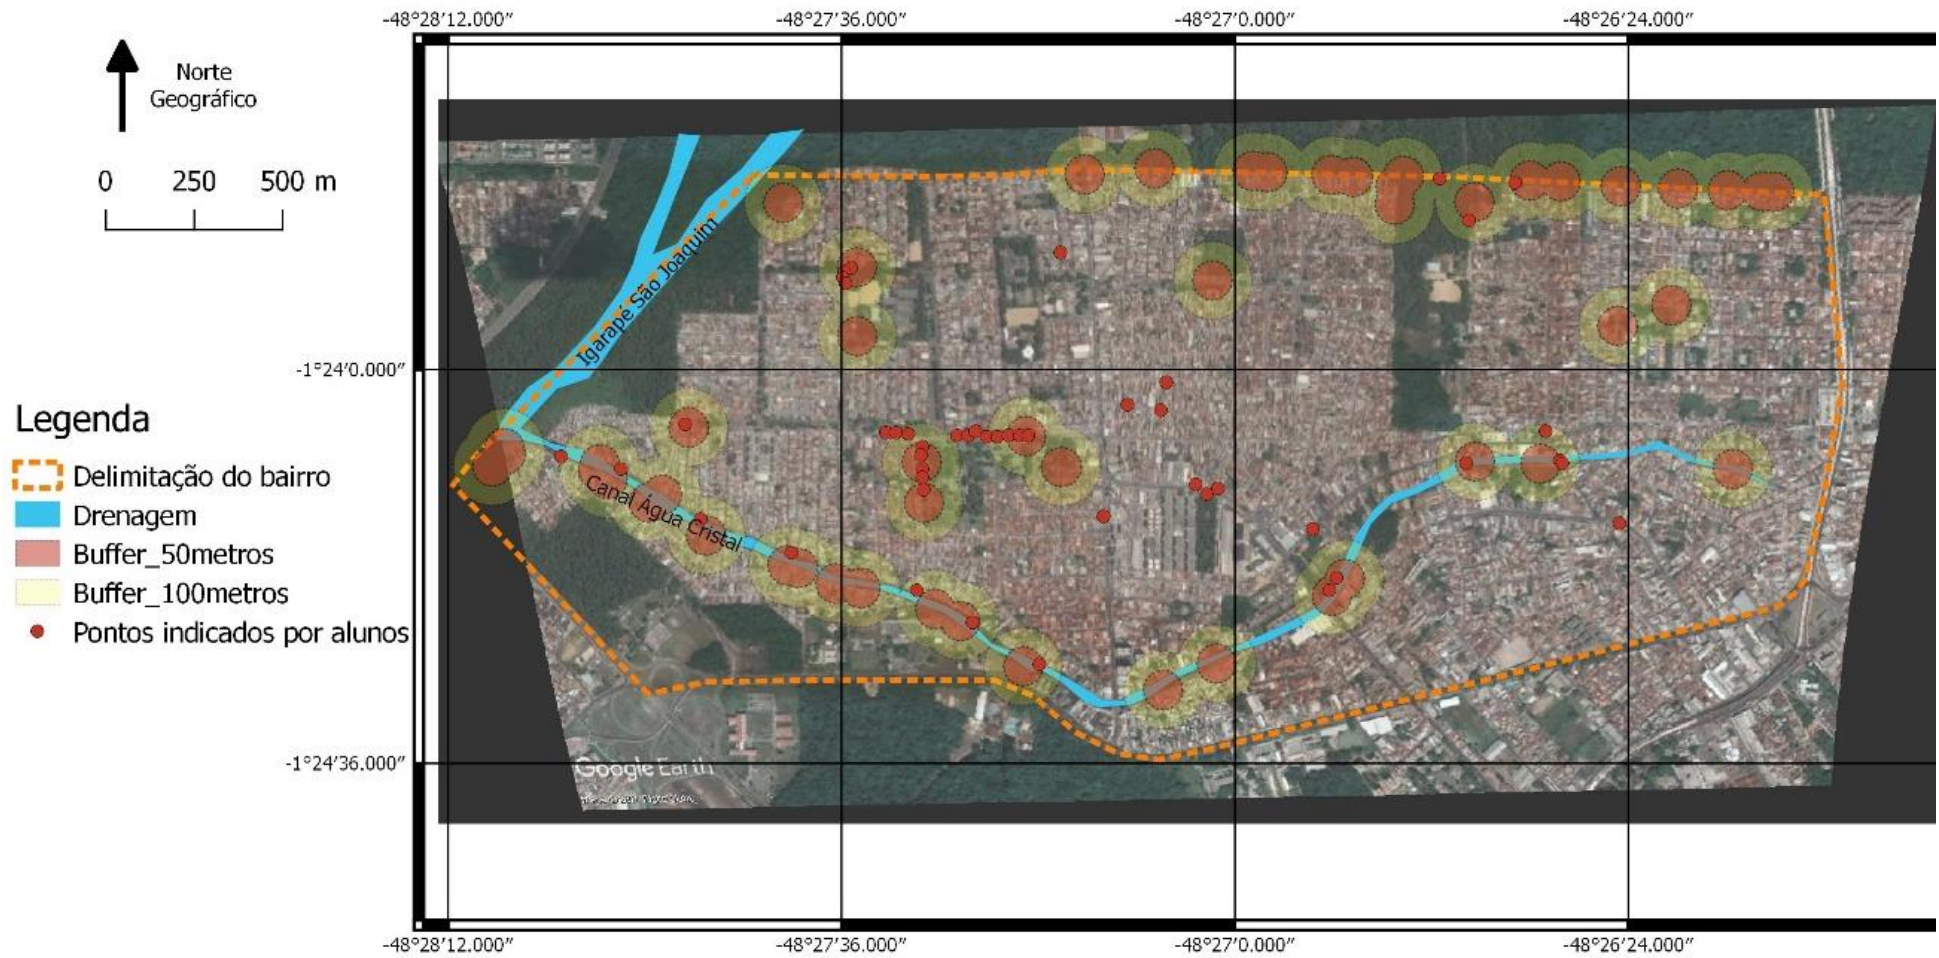 -48°28′12.000″ -48°27′36.000″ -48°27′0.000″ -48°26′24.000″
Norte
Geográfico
0 250 500 m
Igarapé São Joaquim
-1°24′0.000″
Legenda
Delimitação do bairro
Drenagem
Buffer_50metros
Buffer_100metros
Pontos indicados por alunos
Canal Água Cristal
-1°24′36.000″
Google Earth
-48°28′12.000″ -48°27′36.000″ -48°27′0.000″ -48°26′24.000″